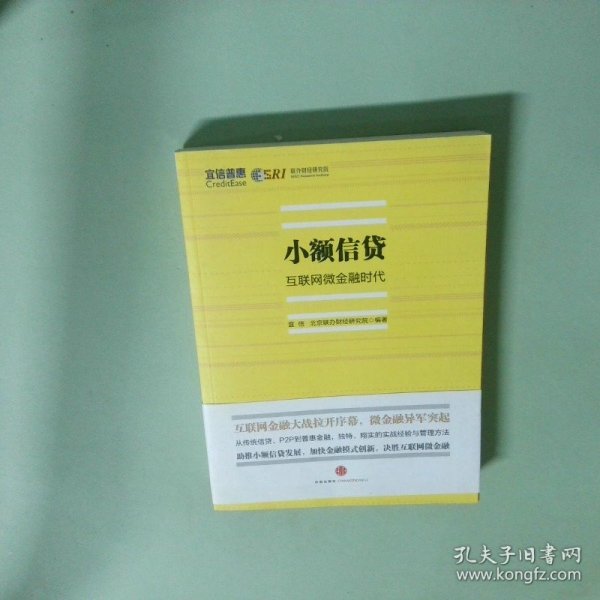 宜信普惠
CreditEase
SRI
联办财经研究院
小额信贷
互联网微金融时代
宜信 北京联办财经研究院◎编著
互联网金融大战拉开序幕，微金融异军突起
从传统信贷、P2P到普惠金融，独特、翔实的实战经验与管理方法
助推小额信贷发展，加快金融模式创新，决胜互联网微金融
孔夫子旧书网
www.kongfz.com